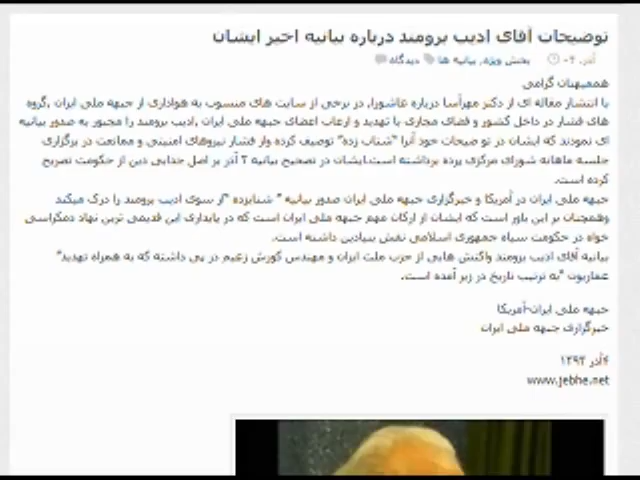 توضیحات آقای ادیب برومند درباره بیانیه اخیر ایشان
آذر, ۰۴ بخش ویژه, بیانیه ها دیدگاه
هممیهنان گرامی
با انتشار مقاله ای از دکتر مهرآسا درباره عاشورا، در برخی از سایت های منسوب به هواداری از جبهه ملی ایران ,گروه
های فشار در داخل کشور و فضای مجازی با تهدید و ارعاب اعضای جبهه ملی ایران ,ادیب برومند را مجبور به صدور بیانیه
ای نمودند که ایشان در تو ضیحات خود آنرا "شتاب زده" توصیف کرده واز فشار نیروهای امنیتی و ممانعت در برگزاری
جلسه ماهانه شورای مرکزی پرده برداشته است.ایشان در تصحیح بیانیه ۲ آذر بر اصل جدایی دین از حکومت تصریح
کرده است.
جبهه ملی ایران در آمریکا و خبرگزاری جبهه ملی ایران صدور بیانیه " شتابزده "از سوی ادیب برومند را درک میکند
وهمچنان بر این باور است که ایشان از ارکان مهم جبهه ملی ایران است که در پایداری این قدیمی ترین نهاد دمکراسی
خواه در حکومت سیاه جمهوری اسلامی نقش بنیادین داشته است.
بیانیه آقای ادیب برومند واکنش هایی از حزب ملت ایران و مهندس کورش زعیم در پی داشته که به همراه تهدید"
عماریون "به ترتیب تاریخ در زیر آمده است.
جبهه ملی ایران-آمریکا
خبرگزاری جبهه ملی ایران
۴آذر ۱۳۹۲
www.jebhe.net